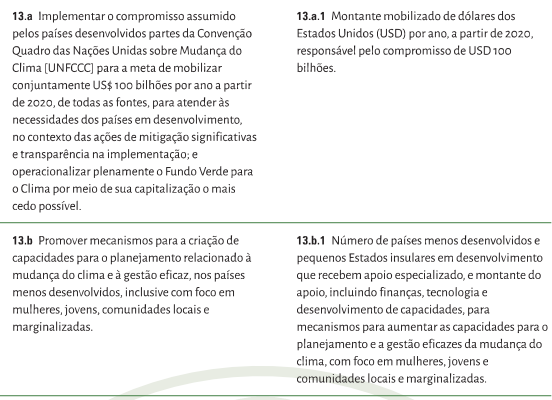 13.a Implementar o compromisso assumido
pelos países desenvolvidos partes da Convenção
Quadro das Nações Unidas sobre Mudança do
Clima [UNFCCC] para a meta de mobilizar
conjuntamente US$ 100 bilhões por ano a partir
de 2020, de todas as fontes, para atender às
necessidades dos países em desenvolvimento,
no contexto das ações de mitigação significativas
e transparência na implementação; e
operacionalizar plenamente o Fundo Verde para
o Clima por meio de sua capitalização o mais
cedo possível.
13.a.1 Montante mobilizado de dólares dos
Estados Unidos (USD) por ano, a partir de 2020,
responsável pelo compromisso de USD 100
bilhões.
13.b Promover mecanismos para a criação de
capacidades para o planejamento relacionado à
mudança do clima e à gestão eficaz, nos países
menos desenvolvidos, inclusive com foco em
mulheres, jovens, comunidades locais e
marginalizadas.
13.b.1 Número de países menos desenvolvidos e
pequenos Estados insulares em desenvolvimento
que recebem apoio especializado, e montante do
apoio, incluindo finanças, tecnologia e
desenvolvimento de capacidades, para
mecanismos para aumentar as capacidades para o
planejamento e a gestão eficazes da mudança do
clima, com foco em mulheres, jovens e
comunidades locais e marginalizadas.